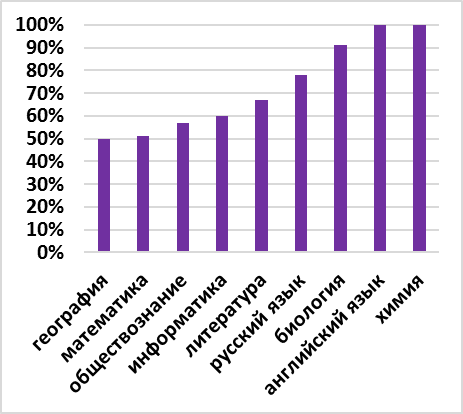 100%
90%
80%
70%
60%
50%
40%
30%
20%
10%
0%
география
математика
обществознание
информатика
литература
русский язык
биология
английский язык
химия